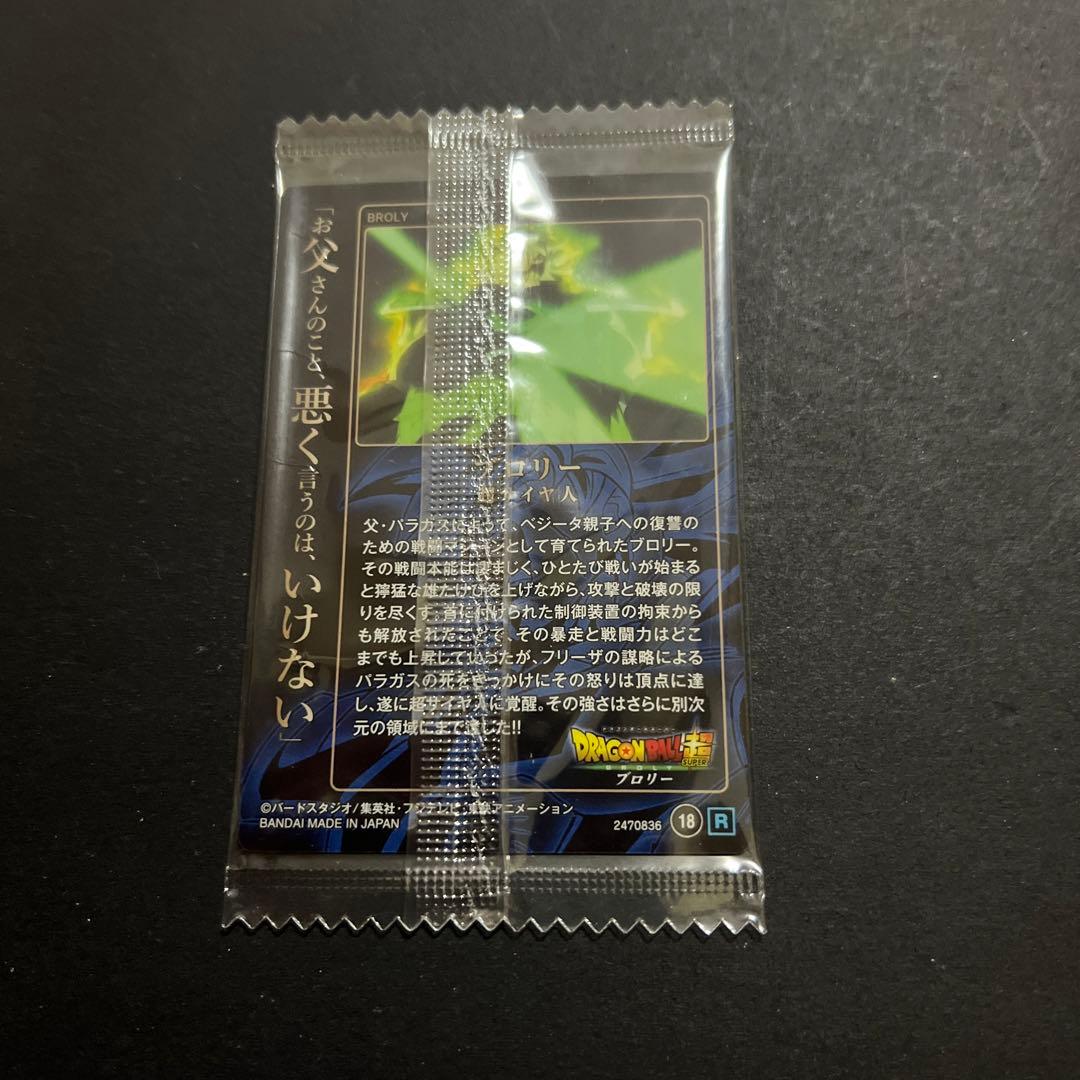 「お父さんのこと、悪く言うのは、いけない」
BROLY
ブロリー
超サイヤ人
父・パラガスによって、ベジータ親子への復讐の
ための戦闘マシーンとして育てられたブロリー。
その戦闘本能は凄まじく、ひとたび戦いが始まる
と獰猛な雄たけびを上げながら、攻撃と破壊の限
りを尽くす。首に付けられた制御装置の拘束から
も解放されたことで、その暴走と戦闘力はどこ
までも上昇していったが、フリーザの謀略による
パラガスの死をきっかけにその怒りは頂点に達
し、遂に超サイヤ人に覚醒。その強さはさらに別次
元の領域にまで達した!!
DRAGON BALL 超
SUPER
BROLY
ブロリー
©バードスタジオ/集英社・フジテレビ・東映アニメーション
BANDAI MADE IN JAPAN
2470836 18 R